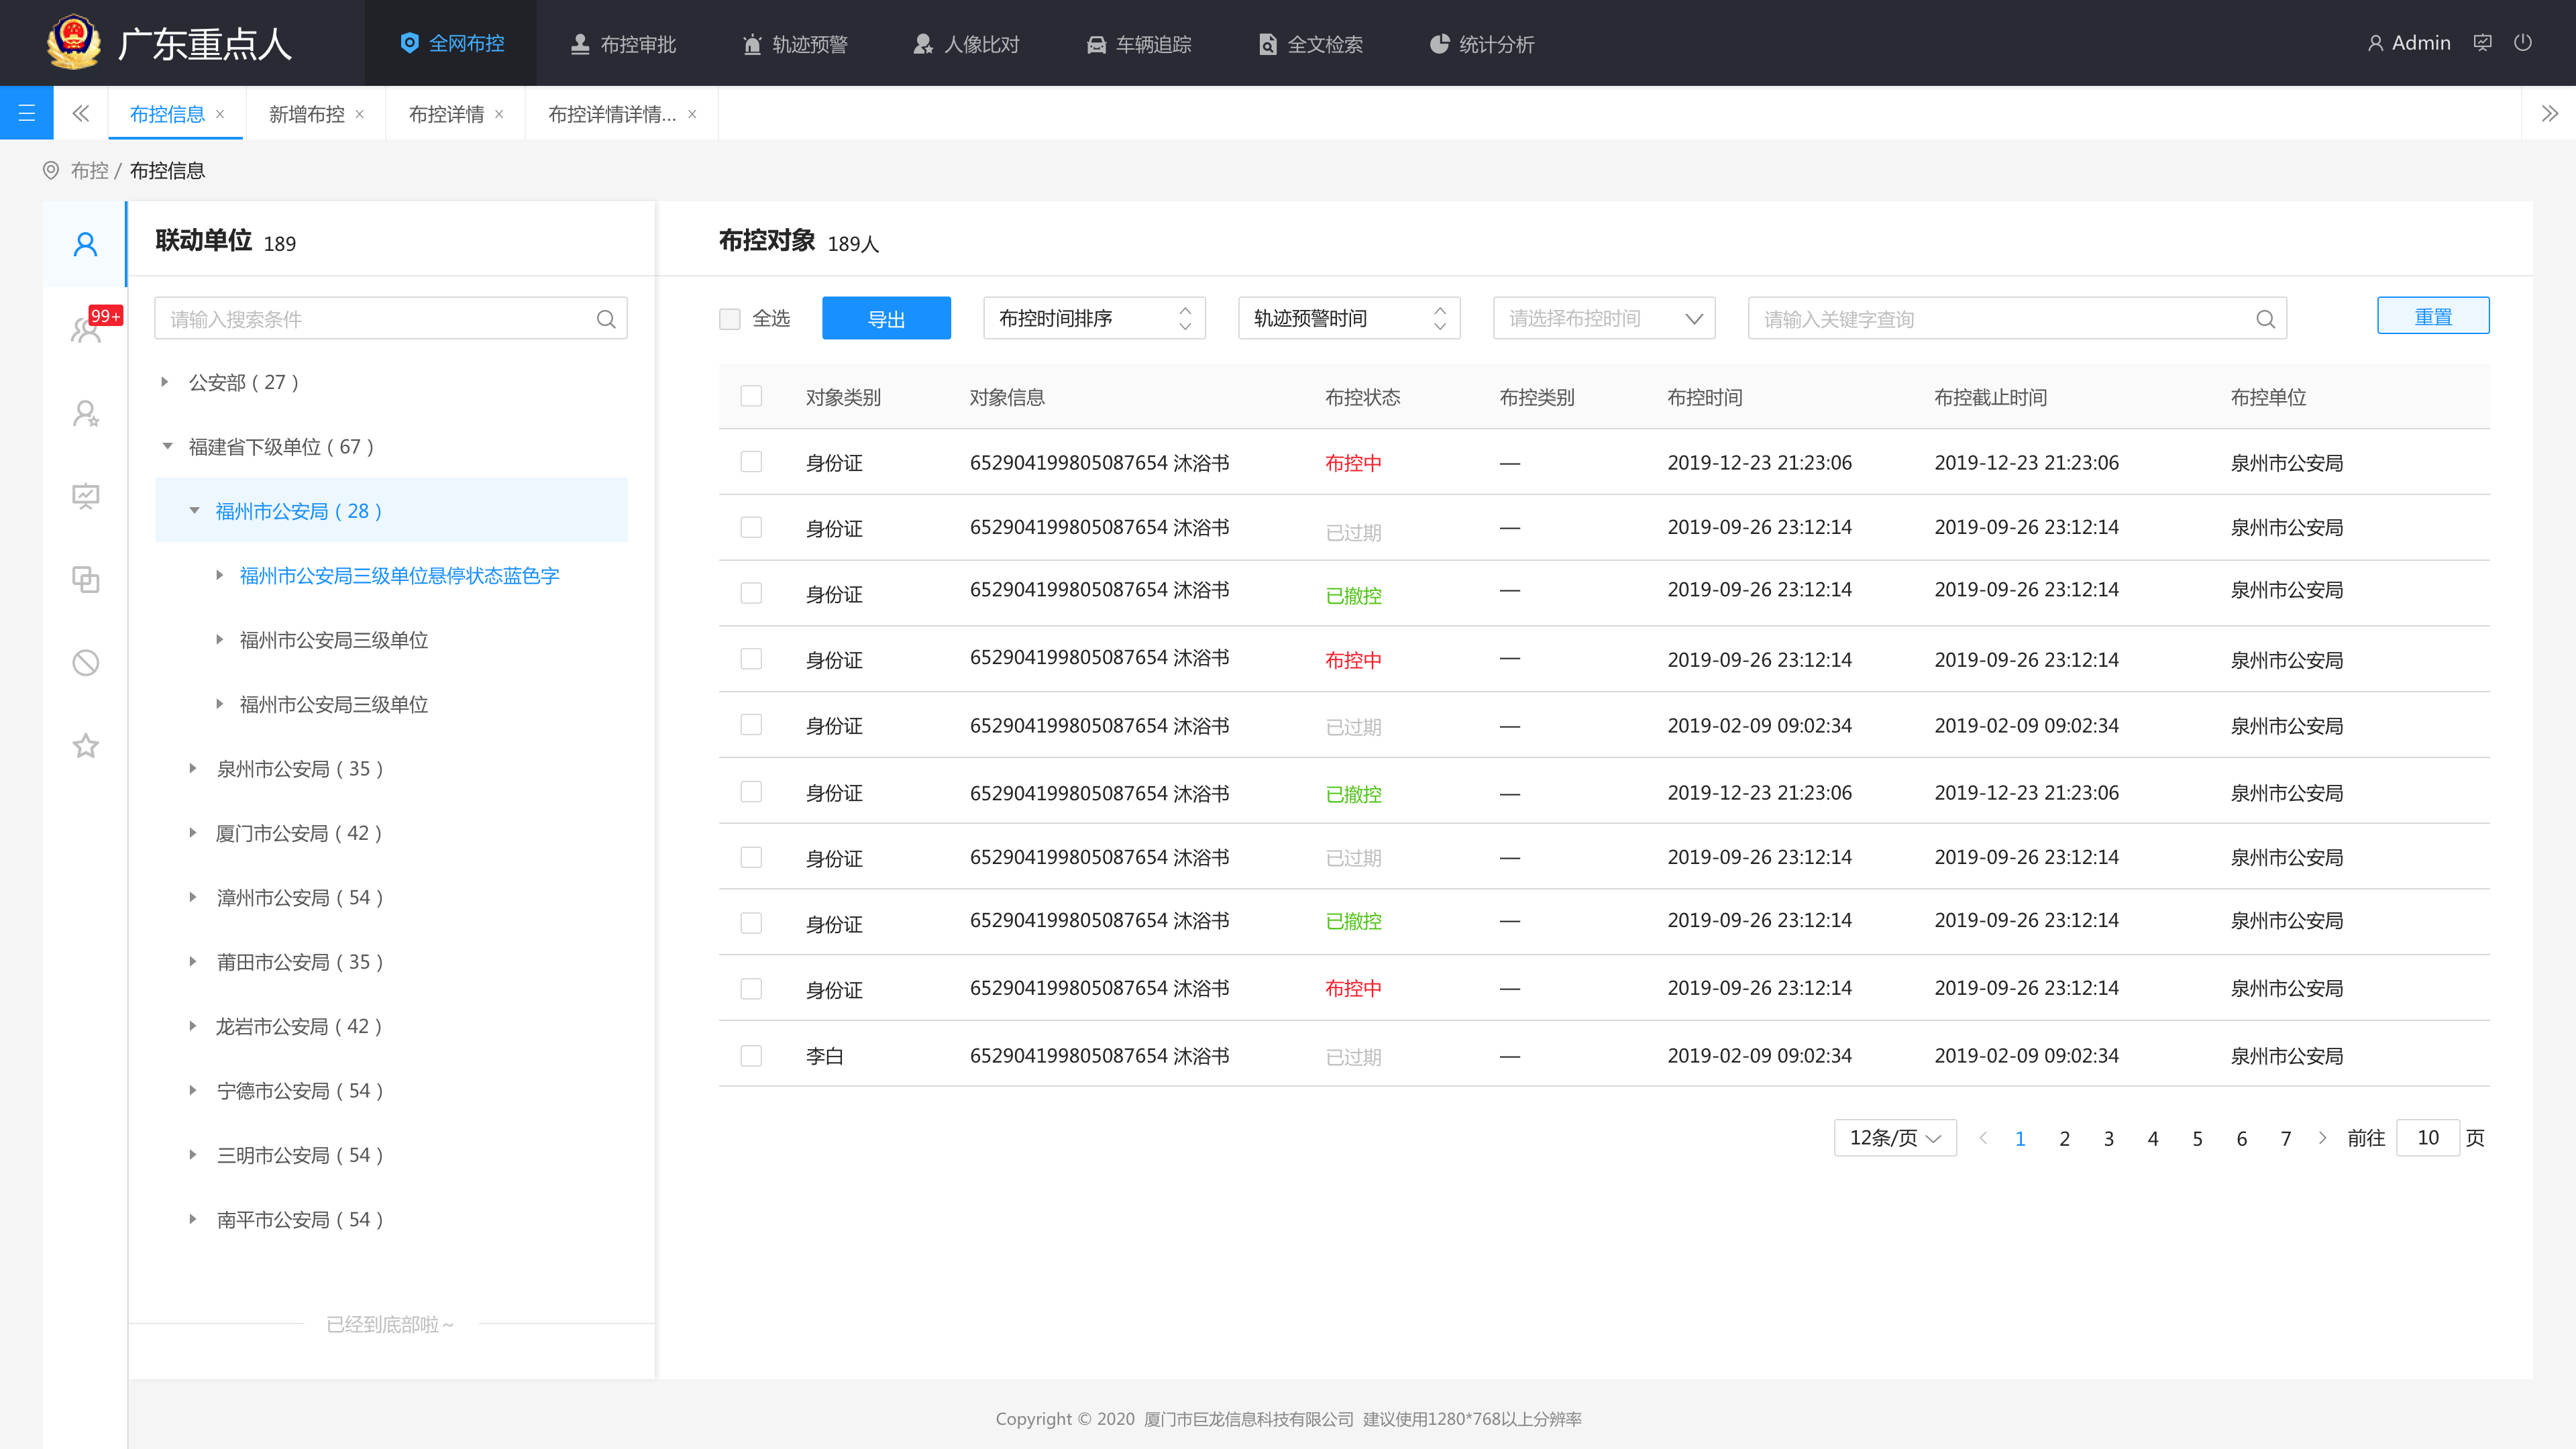 广东重点人
全网布控 布控审批 轨迹预警 人像比对 车辆追踪 全文检索 统计分析
Admin
布控信息 × 新增布控 × 布控详情 × 布控详情详情... ×
布控 / 布控信息
99+
联动单位 189
请输入搜索条件
公安部 ( 27 )
福建省下级单位 ( 67 )
福州市公安局 ( 28 )
福州市公安局三级单位悬停状态蓝色字
福州市公安局三级单位
福州市公安局三级单位
泉州市公安局 ( 35 )
厦门市公安局 ( 42 )
漳州市公安局 ( 54 )
莆田市公安局 ( 35 )
龙岩市公安局 ( 42 )
宁德市公安局 ( 54 )
三明市公安局 ( 54 )
南平市公安局 ( 54 )
已经到底部啦～
布控对象 189人
全选 导出 布控时间排序 轨迹预警时间 请选择布控时间 请输入关键字查询 重置
对象类别 对象信息 布控状态 布控类别 布控时间 布控截止时间 布控单位
身份证 652904199805087654 沐浴书 布控中 — 2019-12-23 21:23:06 2019-12-23 21:23:06 泉州市公安局
身份证 652904199805087654 沐浴书 已过期 — 2019-09-26 23:12:14 2019-09-26 23:12:14 泉州市公安局
身份证 652904199805087654 沐浴书 已撤控 — 2019-09-26 23:12:14 2019-09-26 23:12:14 泉州市公安局
身份证 652904199805087654 沐浴书 布控中 — 2019-09-26 23:12:14 2019-09-26 23:12:14 泉州市公安局
身份证 652904199805087654 沐浴书 已过期 — 2019-02-09 09:02:34 2019-02-09 09:02:34 泉州市公安局
身份证 652904199805087654 沐浴书 已撤控 — 2019-12-23 21:23:06 2019-12-23 21:23:06 泉州市公安局
身份证 652904199805087654 沐浴书 已过期 — 2019-09-26 23:12:14 2019-09-26 23:12:14 泉州市公安局
身份证 652904199805087654 沐浴书 已撤控 — 2019-09-26 23:12:14 2019-09-26 23:12:14 泉州市公安局
身份证 652904199805087654 沐浴书 布控中 — 2019-09-26 23:12:14 2019-09-26 23:12:14 泉州市公安局
李白 652904199805087654 沐浴书 已过期 — 2019-02-09 09:02:34 2019-02-09 09:02:34 泉州市公安局
12条/页 1 2 3 4 5 6 7 前往 10 页
Copyright © 2020 厦门市巨龙信息科技有限公司 建议使用1280*768以上分辨率